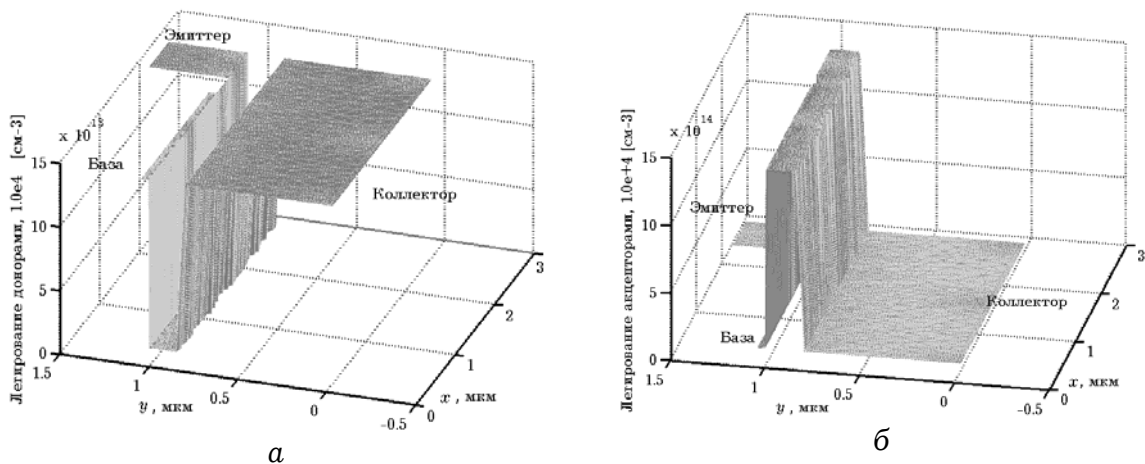 Эмиттер
x 10 13
База
Коллектор
Легирование донорами, 1.0e4 [см-3]
15
10
5
0
1.5
1
0.5
0
-0.5
y , мкм
0
1
2
3
x , мкм
а
x 10 14
Эмиттер
База
Коллектор
Легирование акцепторами, 1.0e+4 [см-3]
15
10
5
0
1.5
1
0.5
0
-0.5
y , мкм
0
1
2
3
x , мкм
б